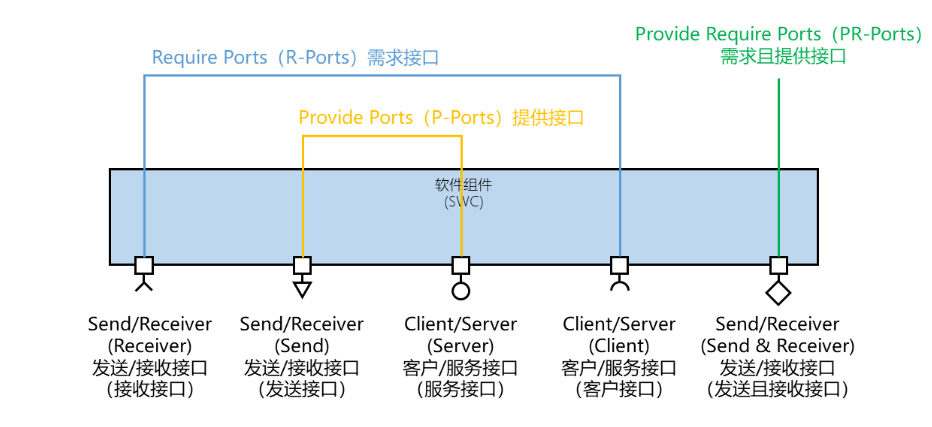 Provide Require Ports（PR-Ports）
需求且提供接口
Require Ports（R-Ports）需求接口
Provide Ports（P-Ports）提供接口
软件组件
(SWC)
Send/Receiver
(Receiver)
发送/接收接口
（接收接口）
Send/Receiver
(Send)
发送/接收接口
（发送接口）
Client/Server
(Server)
客户/服务接口
（服务接口）
Client/Server
(Client)
客户/服务接口
（客户接口）
Send/Receiver
(Send & Receiver)
发送/接收接口
（发送且接收接口）